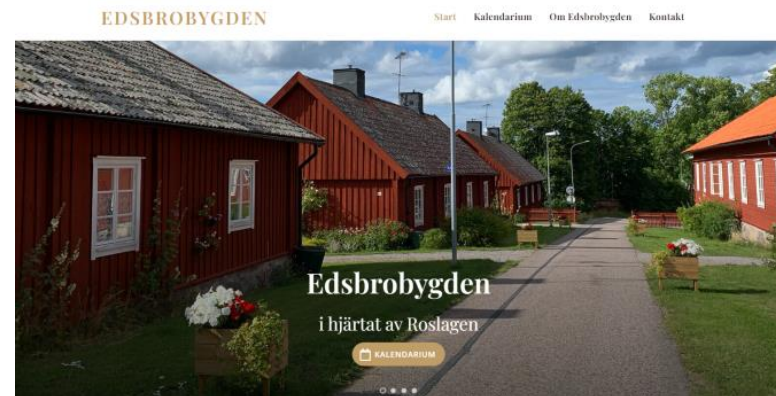 EDSBROBYGDEN
Start Kalendarium Om Edsbrobygden Kontakt
Edsbrobygden
i hjärtat av Roslagen
KALENDARIUM